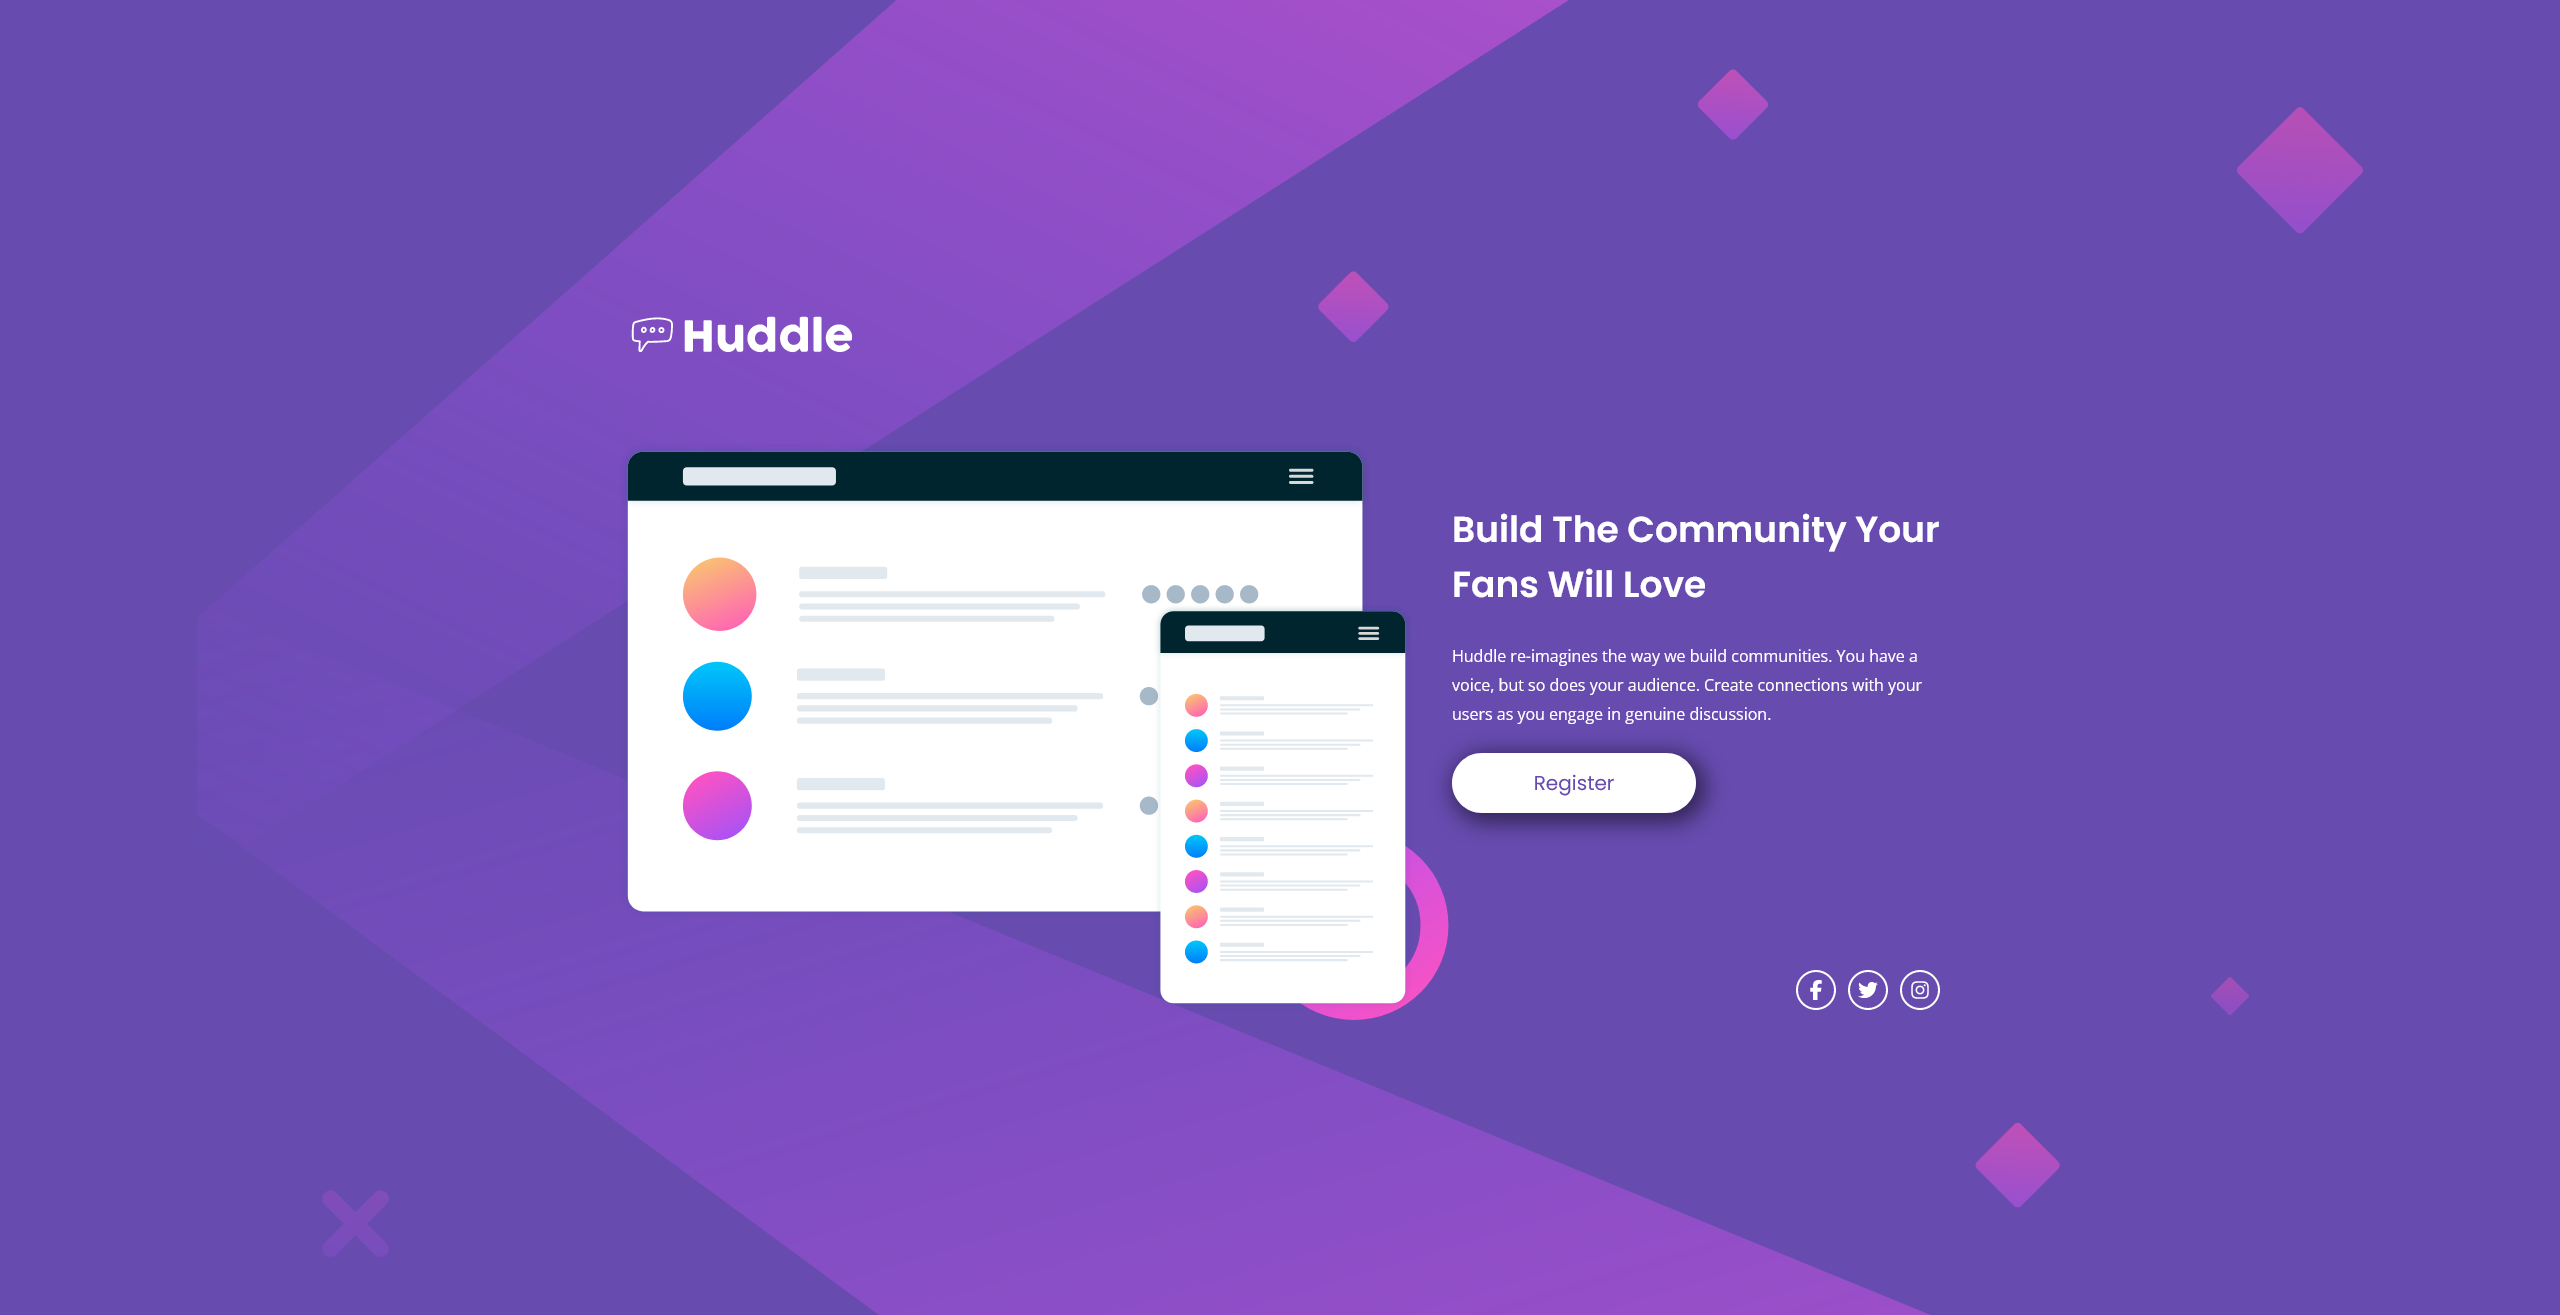 Huddle
Build The Community Your
Fans Will Love
Huddle re-imagines the way we build communities. You have a
voice, but so does your audience. Create connections with your
users as you engage in genuine discussion.
Register